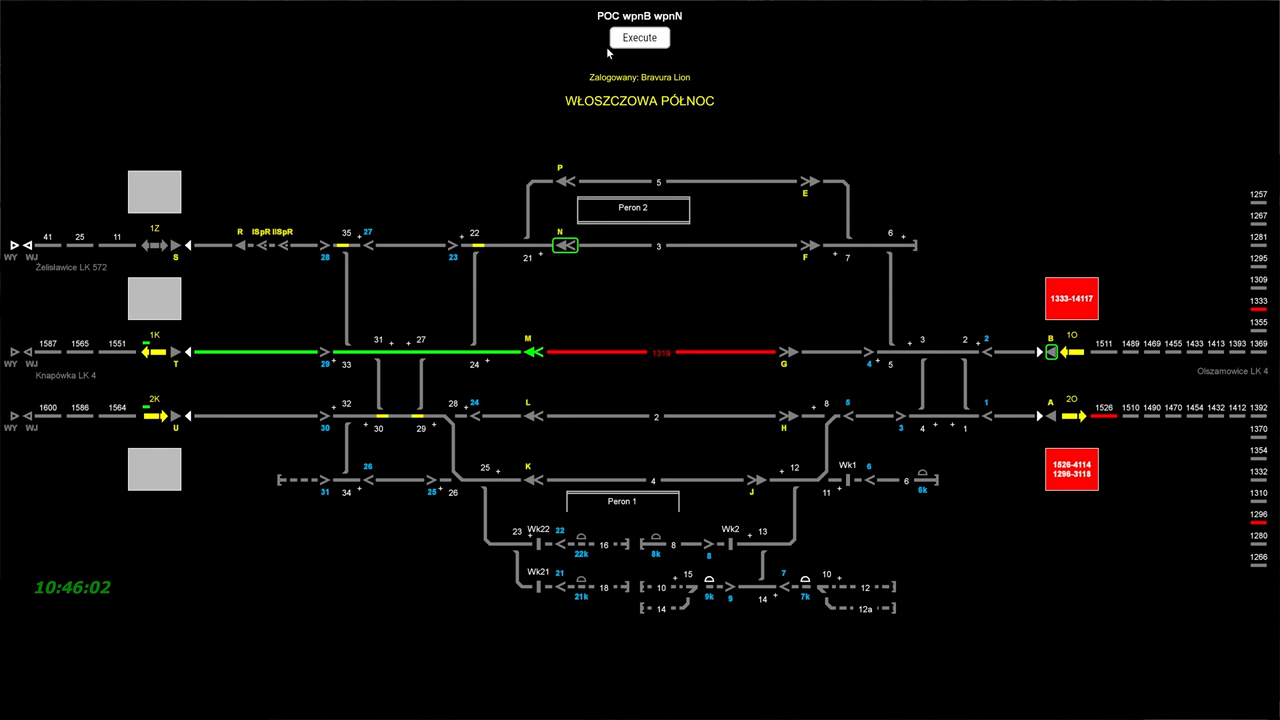 POC wpnB wpnN
Execute
Zalogowany: Bravura Lion
WŁOSZCZOWA PÓŁNOC
P
5
E
Peron 2
1257
1267
1281
1295
1309
1333
1355
41 25 11 1Z R ISpR IISpR 35 27 22 N 6
WY WJ S 28 23 21 + 3 F + 7
Żelisławice LK 572
1333-14117
1587 1565 1551 1K 31 + + 27 M 3 2 2 B 1O 1511 1489 1469 1455 1433 1413 1393 1369
1319
WY WJ T 29 33 24 + G 4 5
Knapówka LK 4
Olszamowice LK 4
1600 1586 1564 2K 32 28 24 L 2 + 8 5 A 2O 1526 1510 1490 1470 1454 1432 1412 1392
WY WJ U 30 + 30 + 29 H 3 4 + + 1 1
1370
1354
1332
1310
1296
1280
1266
1526-4114
1296-3118
26 25 + K 4 12 Wk1 6
31 34 + 25 + 26 J 11 + 6 6k
Peron 1
23 + Wk22 22 16 8 Wk2 + 13
22k 8k 8
Wk21 21 18 10 + 15 7 10 + 12
21k 9k 9 14 + 7k
14 12a
10:46:02